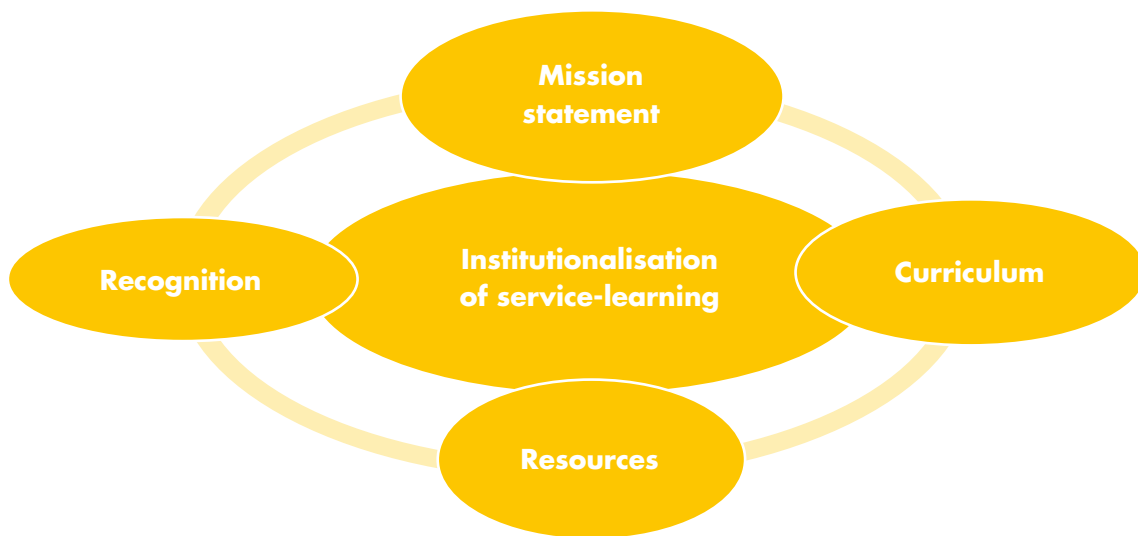 Mission
statement
Institutionalisation
of service-learning
Recognition
Curriculum
Resources